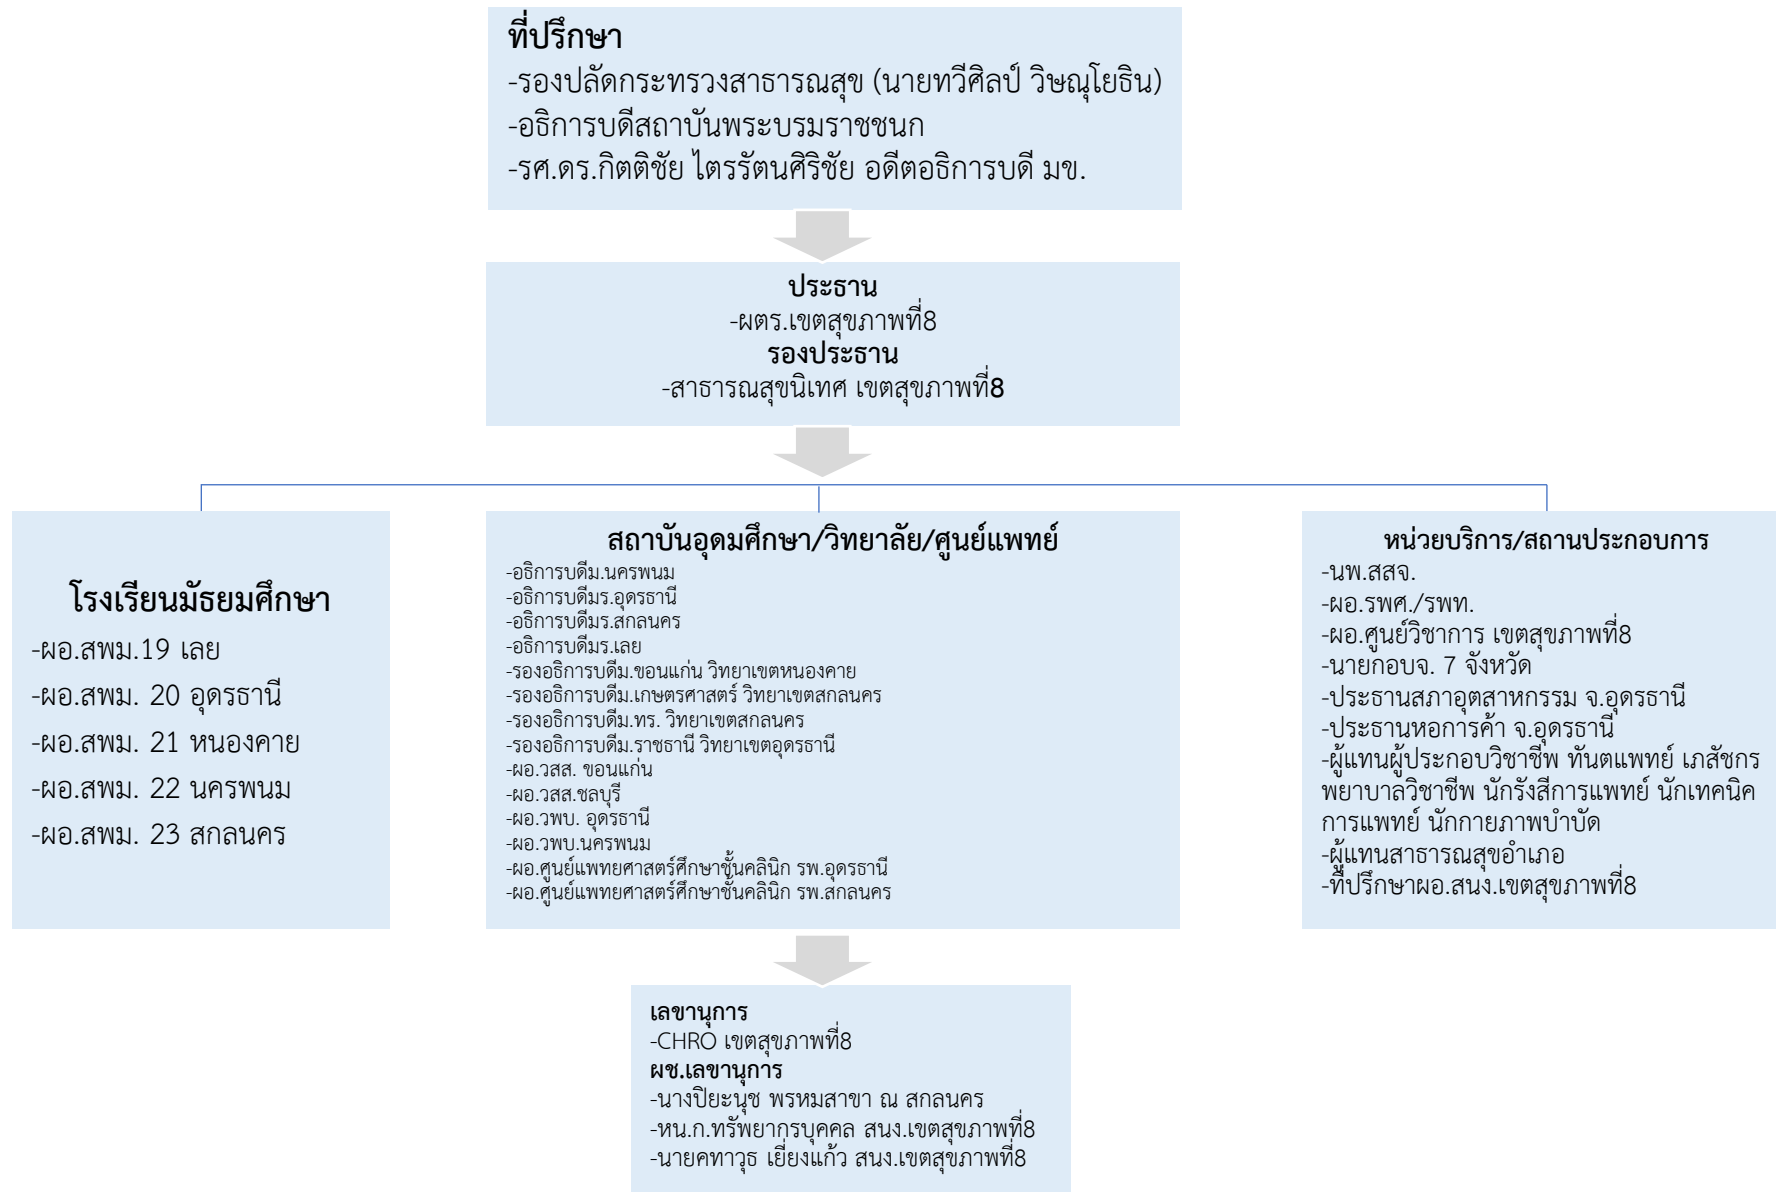 ที่ปรึกษา
-รองปลัดกระทรวงสาธารณสุข (นายทวีศิลป์ วิษณุโยธิน)
-อธิการบดีสถาบันพระบรมราชชนก
-รศ.ดร.กิตติชัย ไตรรัตนศิริชัย อดีตอธิการบดี มข.
ประธาน
-ผตร.เขตสุขภาพที่8
รองประธาน
-สาธารณสุขนิเทศ เขตสุขภาพที่8
โรงเรียนมัธยมศึกษา
-ผอ.สพม.19 เลย
-ผอ.สพม. 20 อุดรธานี
-ผอ.สพม. 21 หนองคาย
-ผอ.สพม. 22 นครพนม
-ผอ.สพม. 23 สกลนคร
สถาบันอุดมศึกษา/วิทยาลัย/ศูนย์แพทย์
-อธิการบดีม.นครพนม
-อธิการบดีมร.อุดรธานี
-อธิการบดีมร.สกลนคร
-อธิการบดีมร.เลย
-รองอธิการบดีม.ขอนแก่น วิทยาเขตหนองคาย
-รองอธิการบดีม.เกษตรศาสตร์ วิทยาเขตสกลนคร
-รองอธิการบดีม.ทร. วิทยาเขตสกลนคร
-รองอธิการบดีม.ราชธานี วิทยาเขตอุดรธานี
-ผอ.วสส. ขอนแก่น
-ผอ.วสส.ชลบุรี
-ผอ.วพบ. อุดรธานี
-ผอ.วพบ.นครพนม
-ผอ.ศูนย์แพทยศาสตร์ศึกษาชั้นคลินิก รพ.อุดรธานี
-ผอ.ศูนย์แพทยศาสตร์ศึกษาชั้นคลินิก รพ.สกลนคร
หน่วยบริการ/สถานประกอบการ
-นพ.สสจ.
-ผอ.รพศ./รพท.
-ผอ.ศูนย์วิชาการ เขตสุขภาพที่8
-นายกอบจ. 7 จังหวัด
-ประธานสภาอุตสาหกรรม จ.อุดรธานี
-ประธานหอการค้า จ.อุดรธานี
-ผู้แทนผู้ประกอบวิชาชีพ ทันตแพทย์ เภสัชกร
พยาบาลวิชาชีพ นักรังสีการแพทย์ นักเทคนิค
การแพทย์ นักกายภาพบำบัด
-ผู้แทนสาธารณสุขอำเภอ
-ที่ปรึกษาผอ.สนง.เขตสุขภาพที่8
เลขานุการ
-CHRO เขตสุขภาพที่8
ผช.เลขานุการ
-นางปิยะนุช พรหมสาขา ณ สกลนคร
-หน.ก.ทรัพยากรบุคคล สนง.เขตสุขภาพที่8
-นายคทาวุธ เยี่ยงแก้ว สนง.เขตสุขภาพที่8